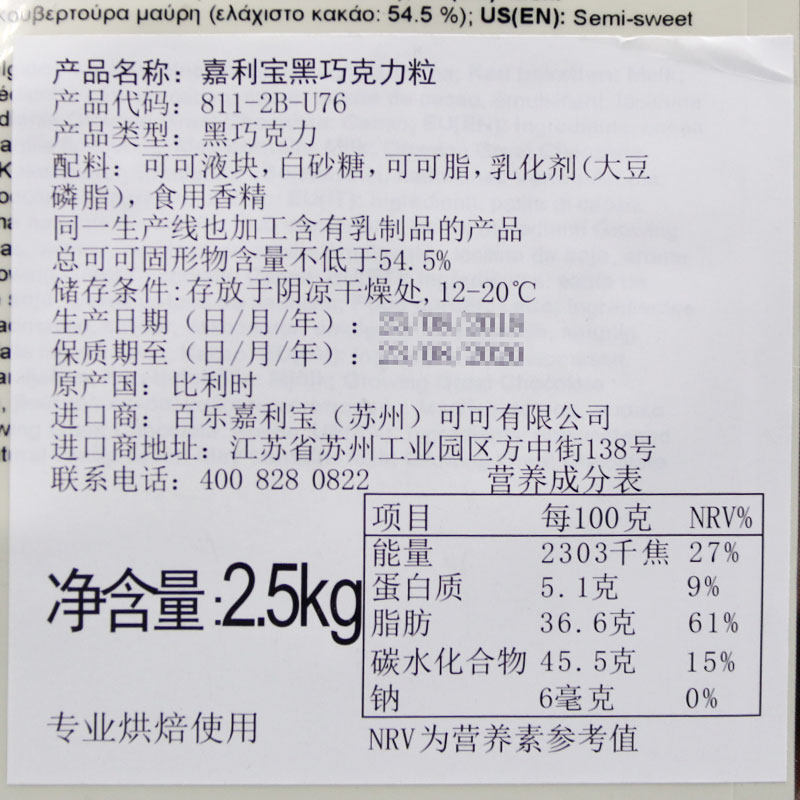 κουβερτούρα μαύρη (ελάχιστο κακάο: 54.5 %); US(EN): Semi-sweet
产品名称：嘉利宝黑巧克力粒
产品代码：811-2B-U76
产品类型：黑巧克力
配料：可可液块，白砂糖，可可脂，乳化剂（大豆
磷脂），食用香精
同一生产线也加工含有乳制品的产品
总可可固形物含量不低于54.5%
储存条件：存放于阴凉干燥处，12-20℃
生产日期（日/月/年）：
保质期至（日/月/年）：
原产国：比利时
进口商：百乐嘉利宝（苏州）可可有限公司
进口商地址：江苏省苏州工业园区方中街138号
联系电话：400 828 0822
营养成分表
项目 每100克 NRV%
能量 2303千焦 27%
蛋白质 5.1克 9%
脂肪 36.6克 61%
碳水化合物 45.5克 15%
钠 6毫克 0%
净含量:2.5kg
专业烘焙使用
NRV为营养素参考值